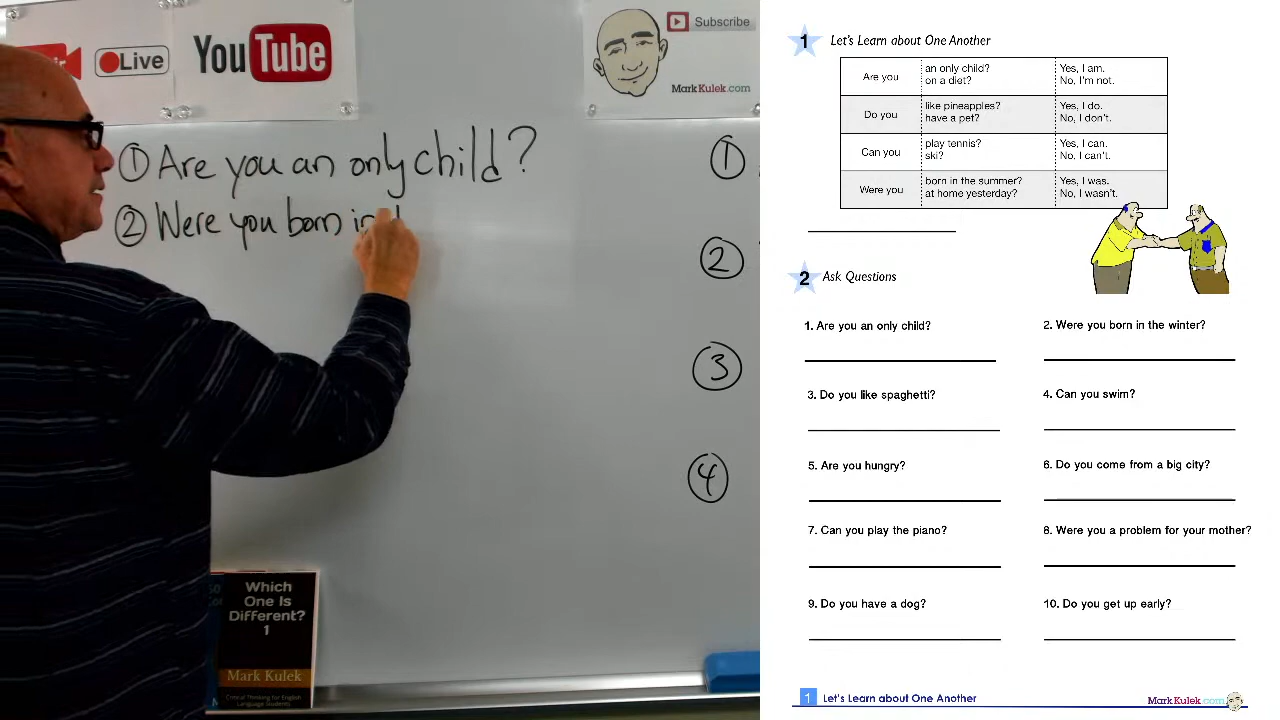 Live
YouTube
Subscribe
MarkKulek.com
① Are you an only child?
② Were you born in
①
②
③
④
Which
One Is
Different?
1
Mark Kulek
Critical Thinking for English
Language Students
1 Let's Learn about One Another
Are you an only child? Yes, I am.
on a diet? No, I'm not.
Do you like pineapples? Yes, I do.
have a pet? No, I don't.
Can you play tennis? Yes, I can.
ski? No, I can't.
Were you born in the summer? Yes, I was.
at home yesterday? No, I wasn't.
2 Ask Questions
1. Are you an only child?
2. Were you born in the winter?
3. Do you like spaghetti?
4. Can you swim?
5. Are you hungry?
6. Do you come from a big city?
7. Can you play the piano?
8. Were you a problem for your mother?
9. Do you have a dog?
10. Do you get up early?
1 Let's Learn about One Another
MarkKulek.com